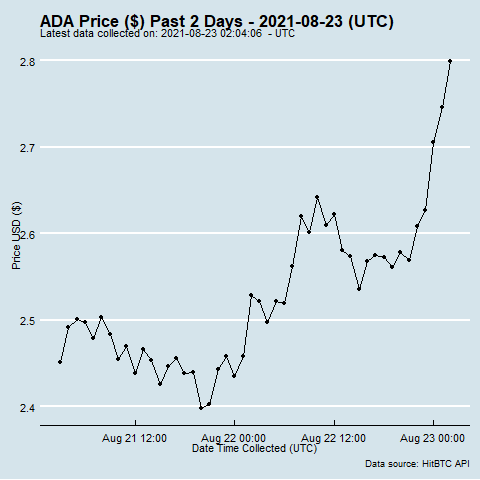 ADA Price ($) Past 2 Days - 2021-08-23 (UTC)
Latest data collected on: 2021-08-23 02:04:06  - UTC
2.8
2.7
2.6
2.5
2.4
Price USD ($)
Aug 21 12:00
Aug 22 00:00
Aug 22 12:00
Aug 23 00:00
Date Time Collected (UTC)
Data source: HitBTC API